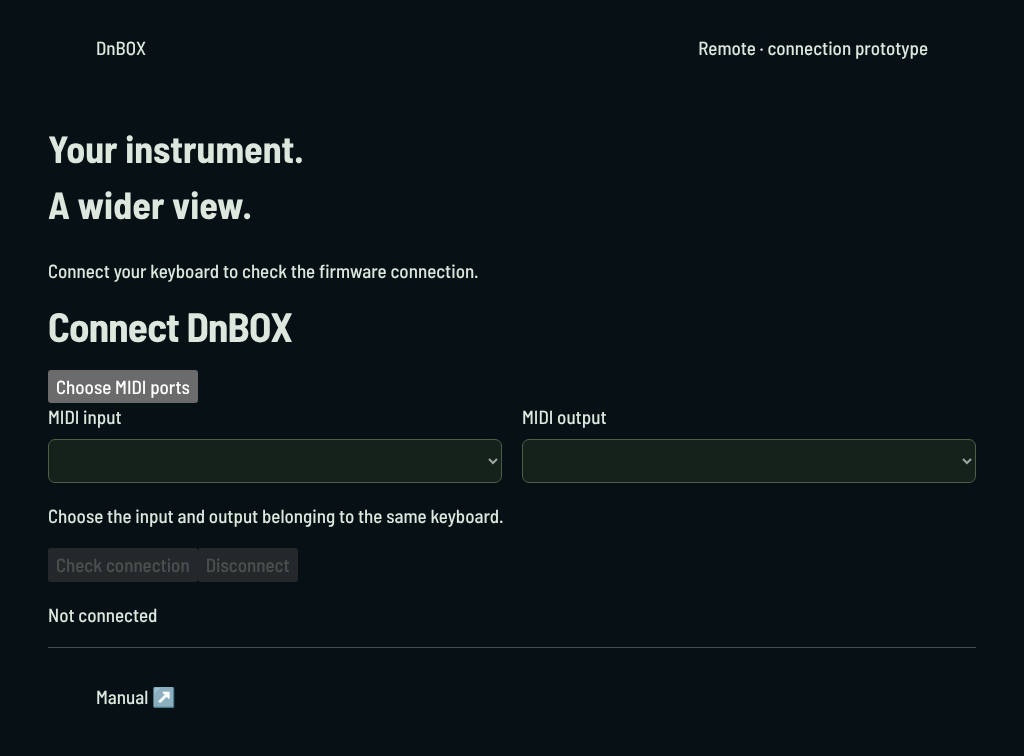 DnBOX
Remote · connection prototype
Your instrument.
A wider view.
Connect your keyboard to check the firmware connection.
Connect DnBOX
Choose MIDI ports
MIDI input
MIDI output
Choose the input and output belonging to the same keyboard.
Check connection
Disconnect
Not connected
Manual ↗